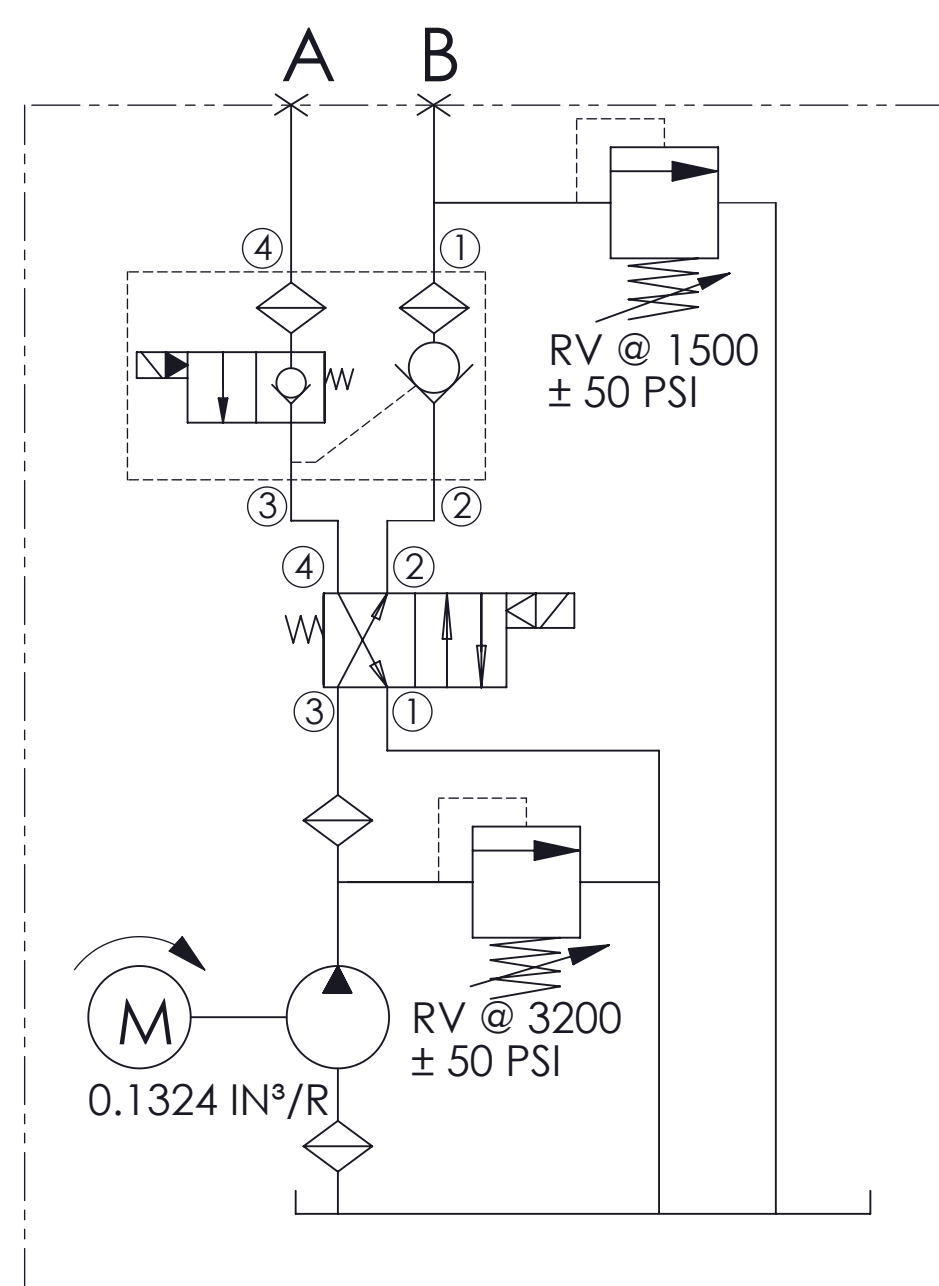 A B
④ ①
RV @ 1500
± 50 PSI
③ ②
④ ②
③ ①
RV @ 3200
± 50 PSI
M
0.1324 IN³/R